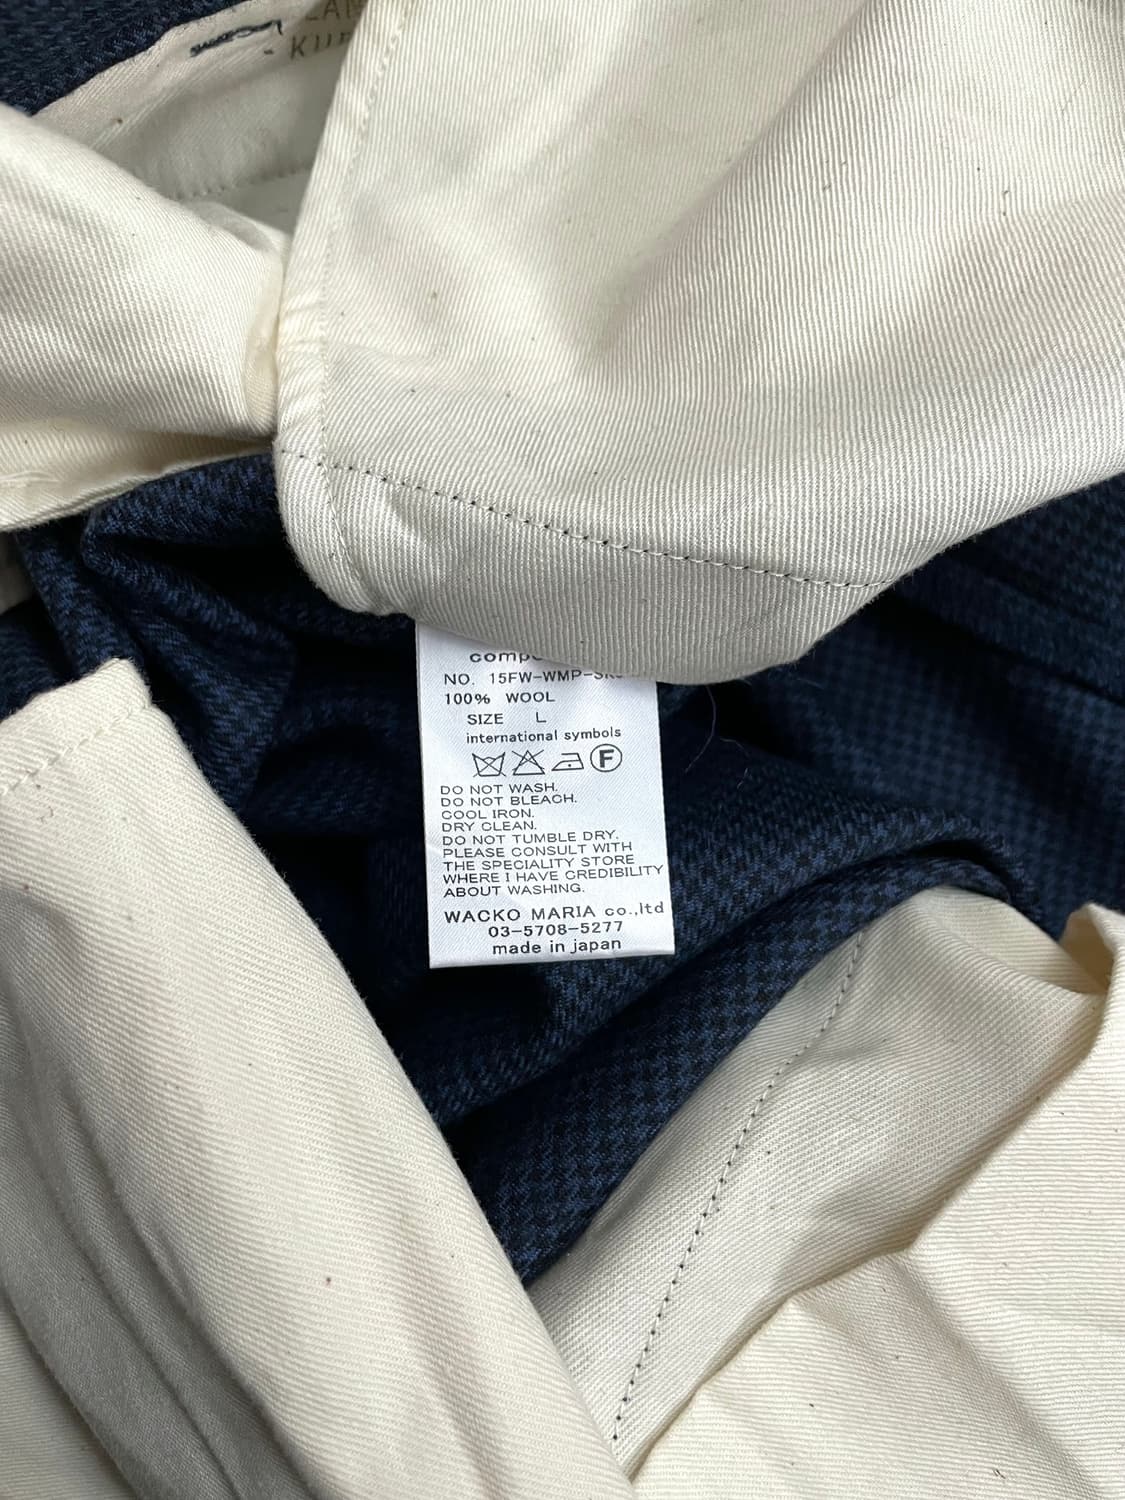 NO. 15FW-WMP-
100% WOOL
SIZE L
international symbols
F
DO NOT WASH.
DO NOT BLEACH.
COOL IRON.
DRY CLEAN.
DO NOT TUMBLE DRY.
PLEASE CONSULT WITH
THE SPECIALITY STORE
WHERE I HAVE CREDIBILITY
ABOUT WASHING.
WACKO MARIA co.,ltd
03-5708-5277
made in japan